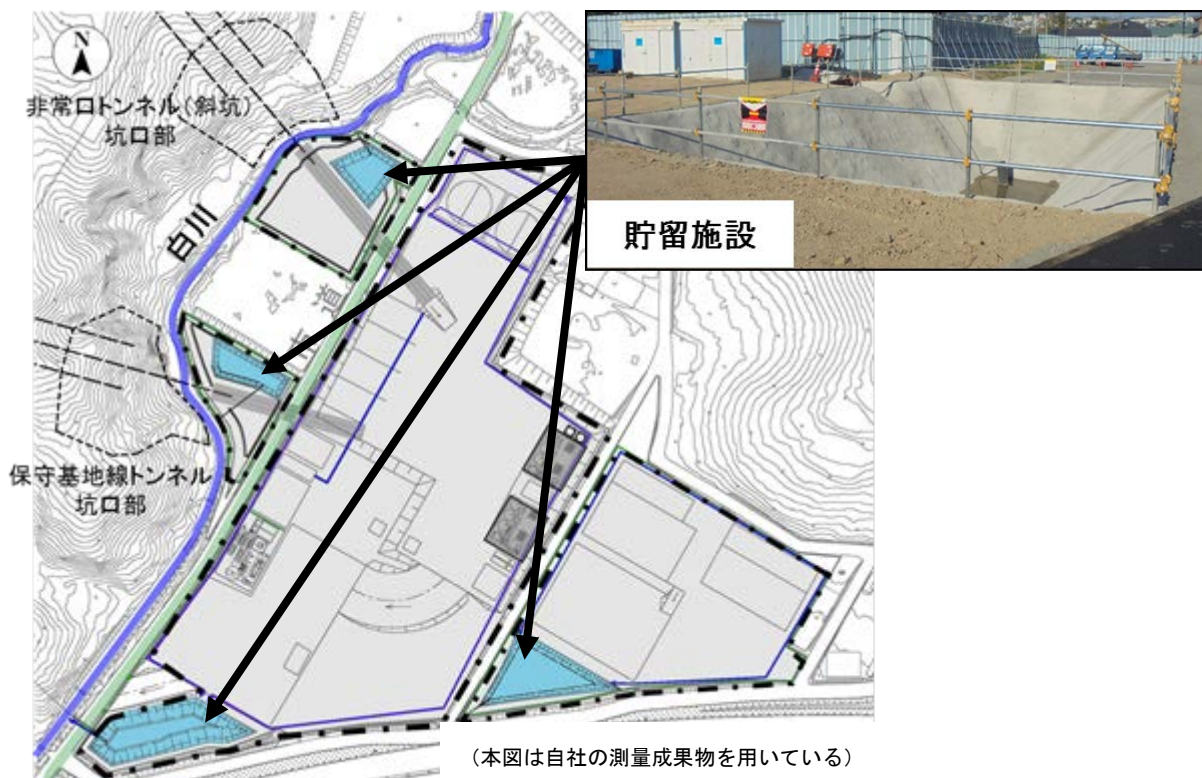 N
非常口トンネル(斜坑)
坑口部
貯留施設
白川
市道
保守基地線トンネル
坑口部
(本図は自社の測量成果物を用いている)